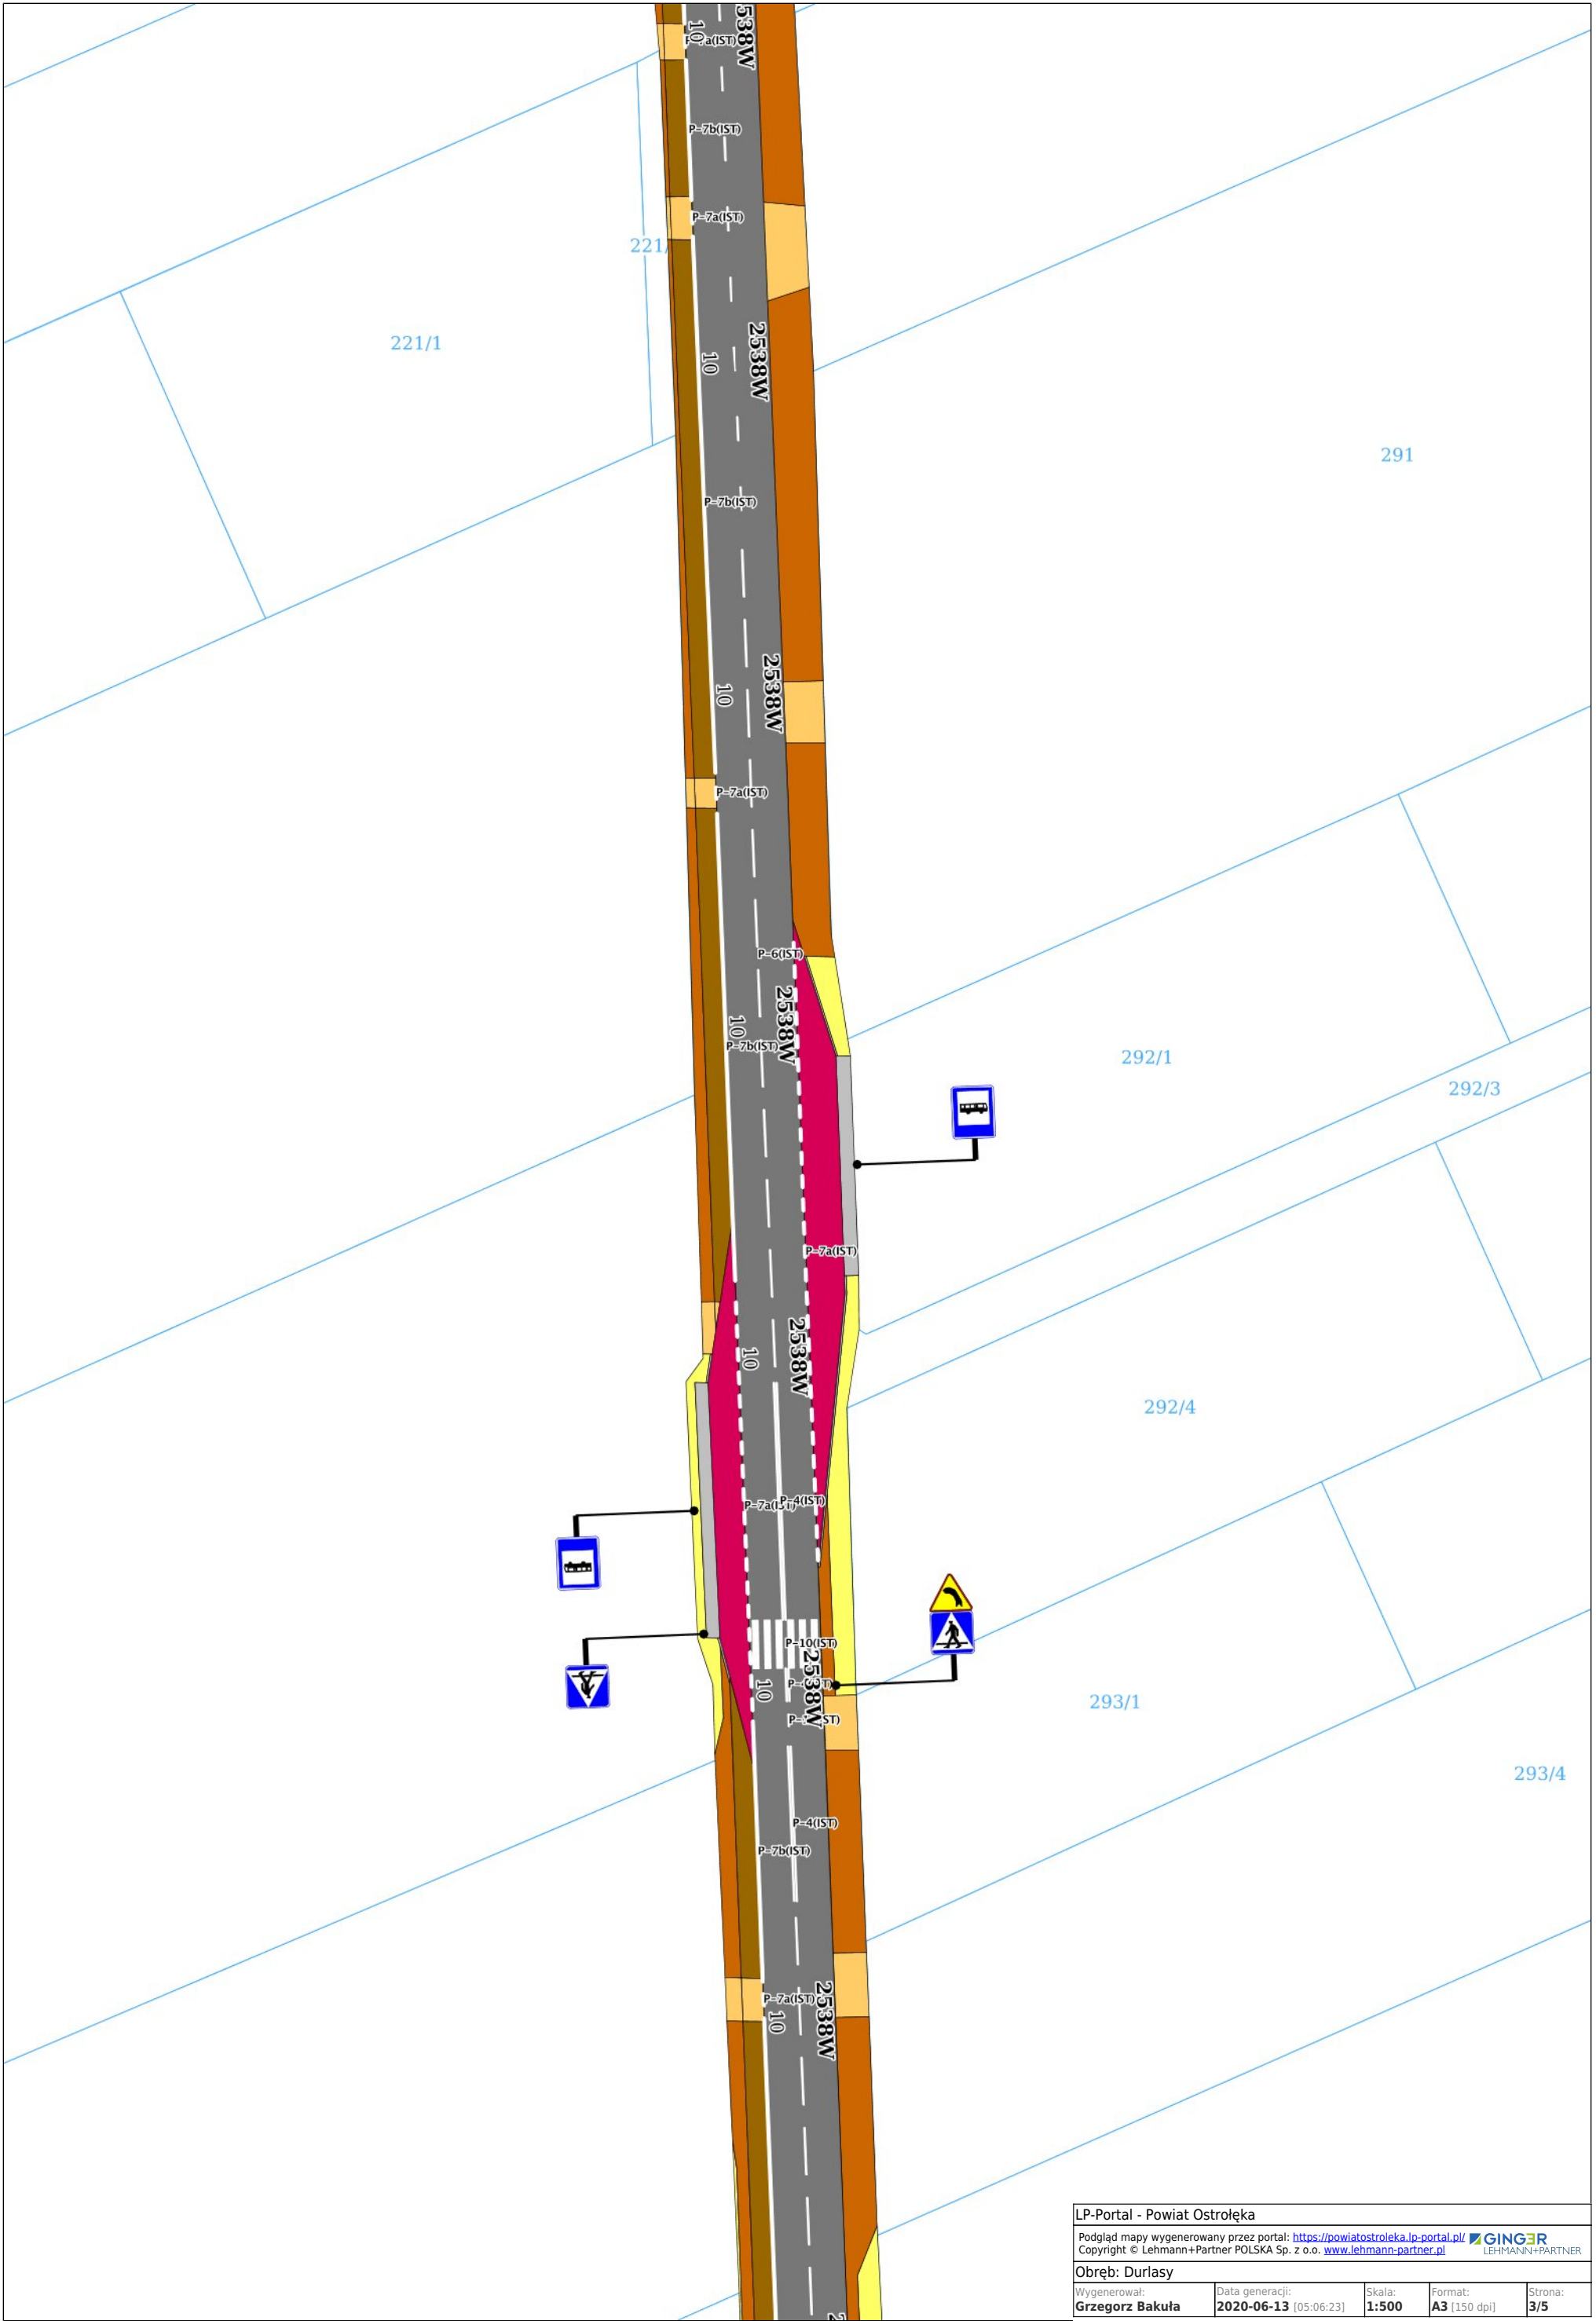 10
538W
P-7b(IST)
P-7a(IST)
221/
2538W
221/1
10
291
P-7b(IST)
2538W
10
P-7a(IST)
P-6(IST)
2538W
10
P-7b(IST)
292/1
292/3
P-7a(IST)
2538W
10
292/4
P-4(IST)
P-10(IST)
2538W
10
293/1
293/4
P-4(IST)
P-7b(IST)
P-7a(IST)
2538W
10
LP-Portal - Powiat Ostrołęka
Podgląd mapy wygenerowany przez portal: https://powiatostroleka.lp-portal.pl/
Copyright © Lehmann+Partner POLSKA Sp. z o.o. www.lehmann-partner.pl
GINGER
LEHMANN+PARTNER
Obręb: Durlasy
Wygenerował: Data generacji: Skala: Format: Strona:
Grzegorz Bakuła 2020-06-13 [05:06:23] 1:500 A3 [150 dpi] 3/5